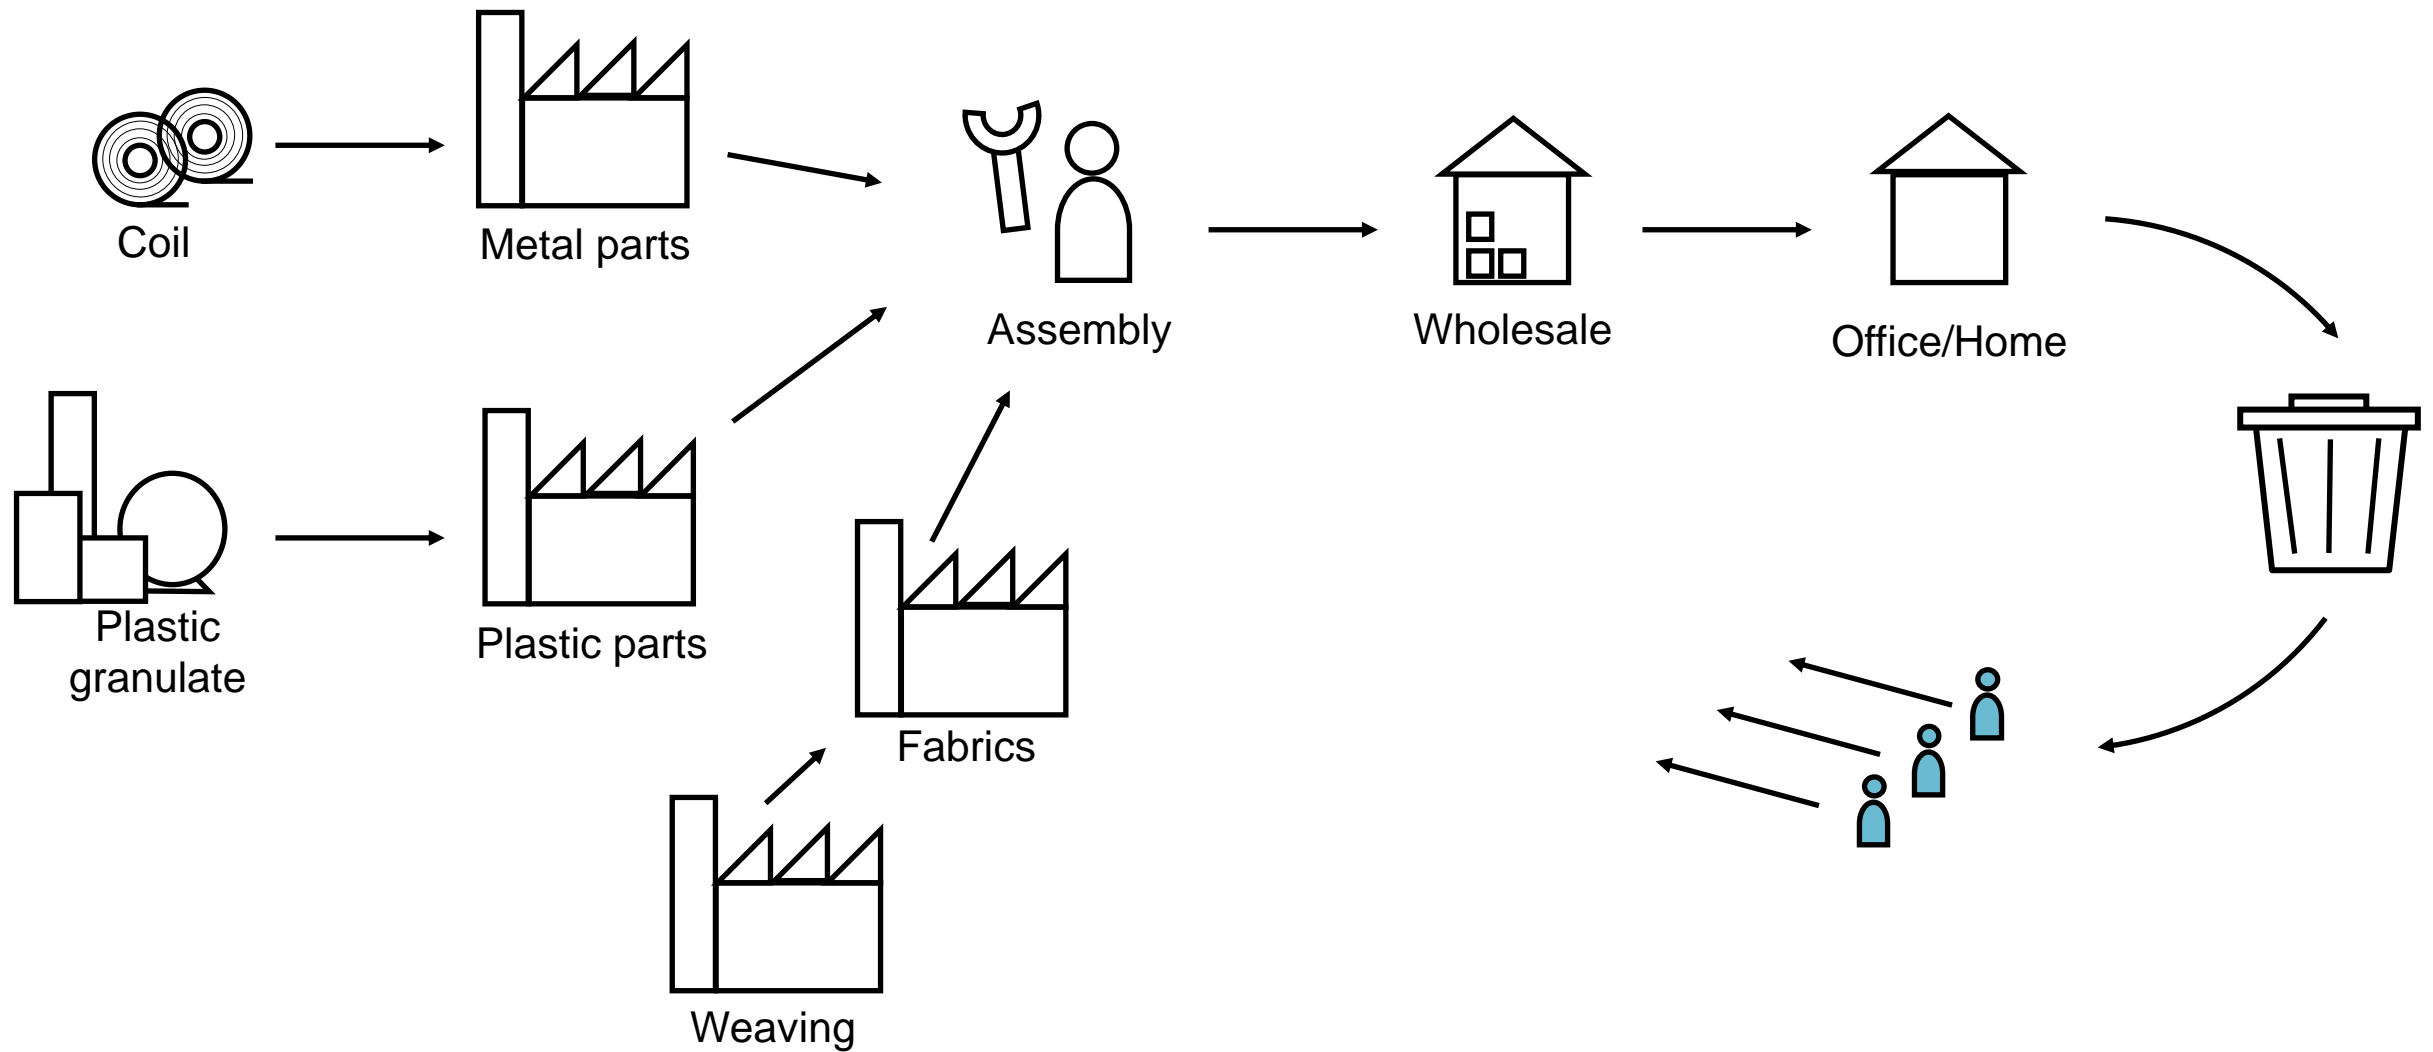 Coil
Metal parts
Assembly
Wholesale
Office/Home
Plastic
granulate
Plastic parts
Fabrics
Weaving